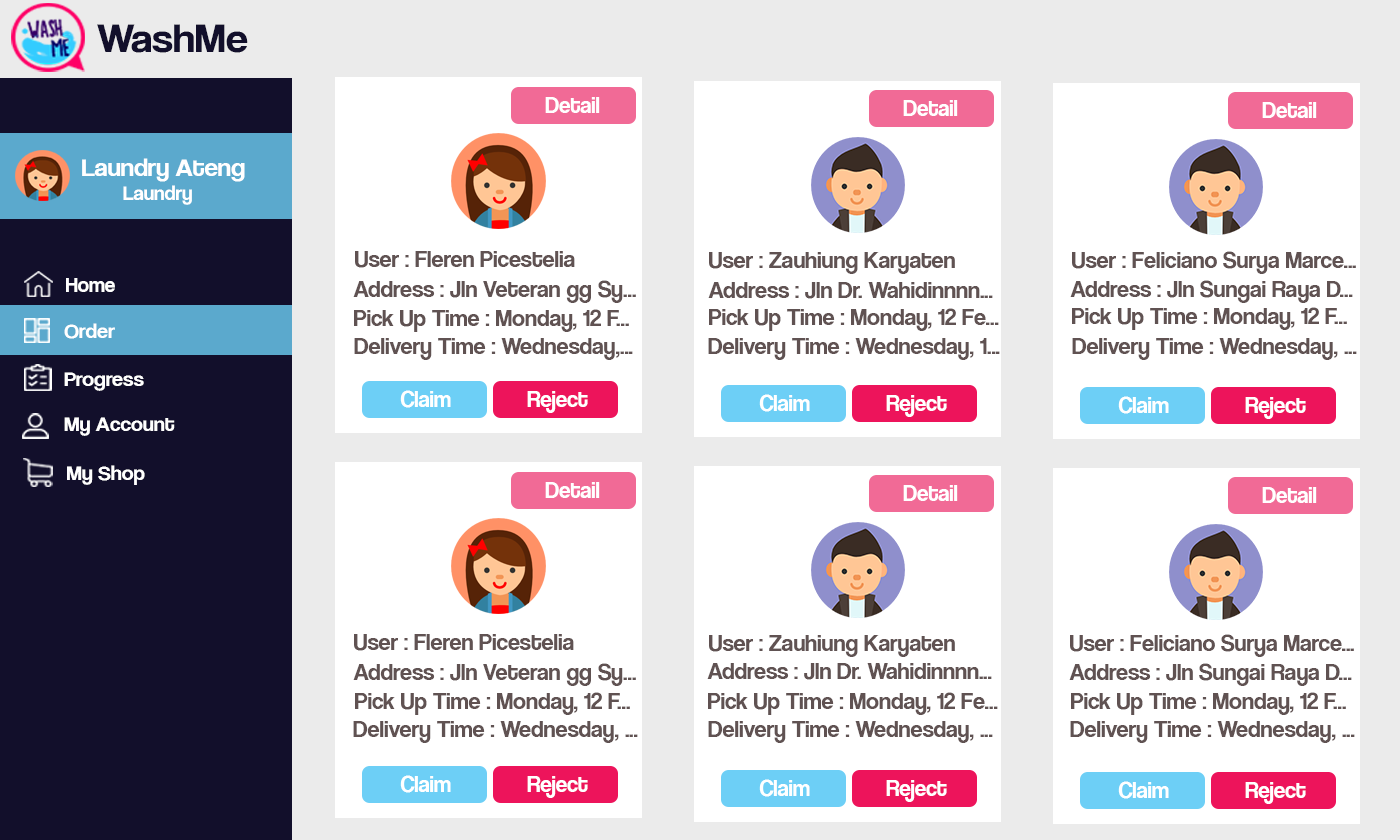 WASH ME
WashMe
Laundry Ateng
Laundry
Home
Order
Progress
My Account
My Shop
Detail
User : Fleren Picestelia
Address : Jln Veteran gg Sy...
Pick Up Time : Monday, 12 F...
Delivery Time : Wednesday,...
Claim
Reject
Detail
User : Zauhiung Karyaten
Address : Jln Dr. Wahidinnnn...
Pick Up Time : Monday, 12 Fe...
Delivery Time : Wednesday, 1...
Claim
Reject
Detail
User : Feliciano Surya Marce...
Address : Jln Sungai Raya D...
Pick Up Time : Monday, 12 F...
Delivery Time : Wednesday, ...
Claim
Reject
Detail
User : Fleren Picestelia
Address : Jln Veteran gg Sy...
Pick Up Time : Monday, 12 F...
Delivery Time : Wednesday, ...
Claim
Reject
Detail
User : Zauhiung Karyaten
Address : Jln Dr. Wahidinnnn...
Pick Up Time : Monday, 12 Fe...
Delivery Time : Wednesday, ...
Claim
Reject
Detail
User : Feliciano Surya Marce...
Address : Jln Sungai Raya D...
Pick Up Time : Monday, 12 F...
Delivery Time : Wednesday, ...
Claim
Reject